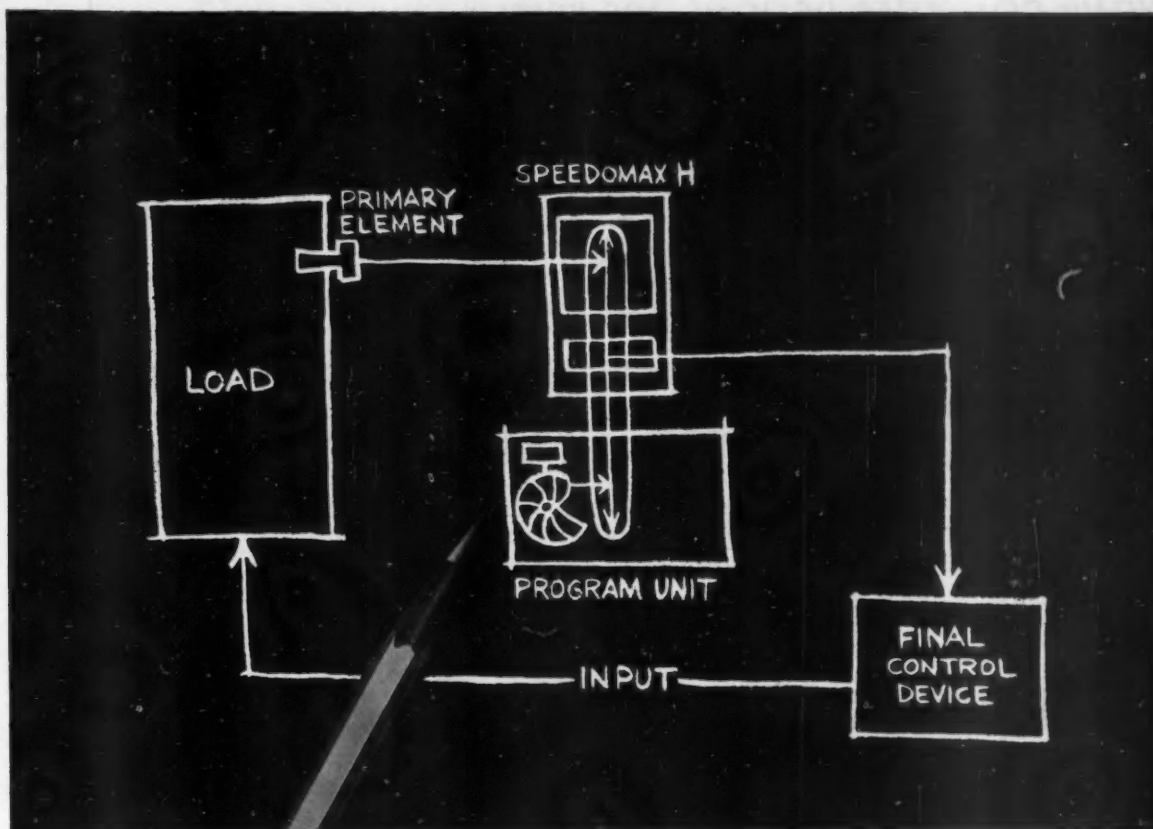 SPEEDOMAX H
PRIMARY
ELEMENT
LOAD
PROGRAM UNIT
FINAL
CONTROL
DEVICE
INPUT